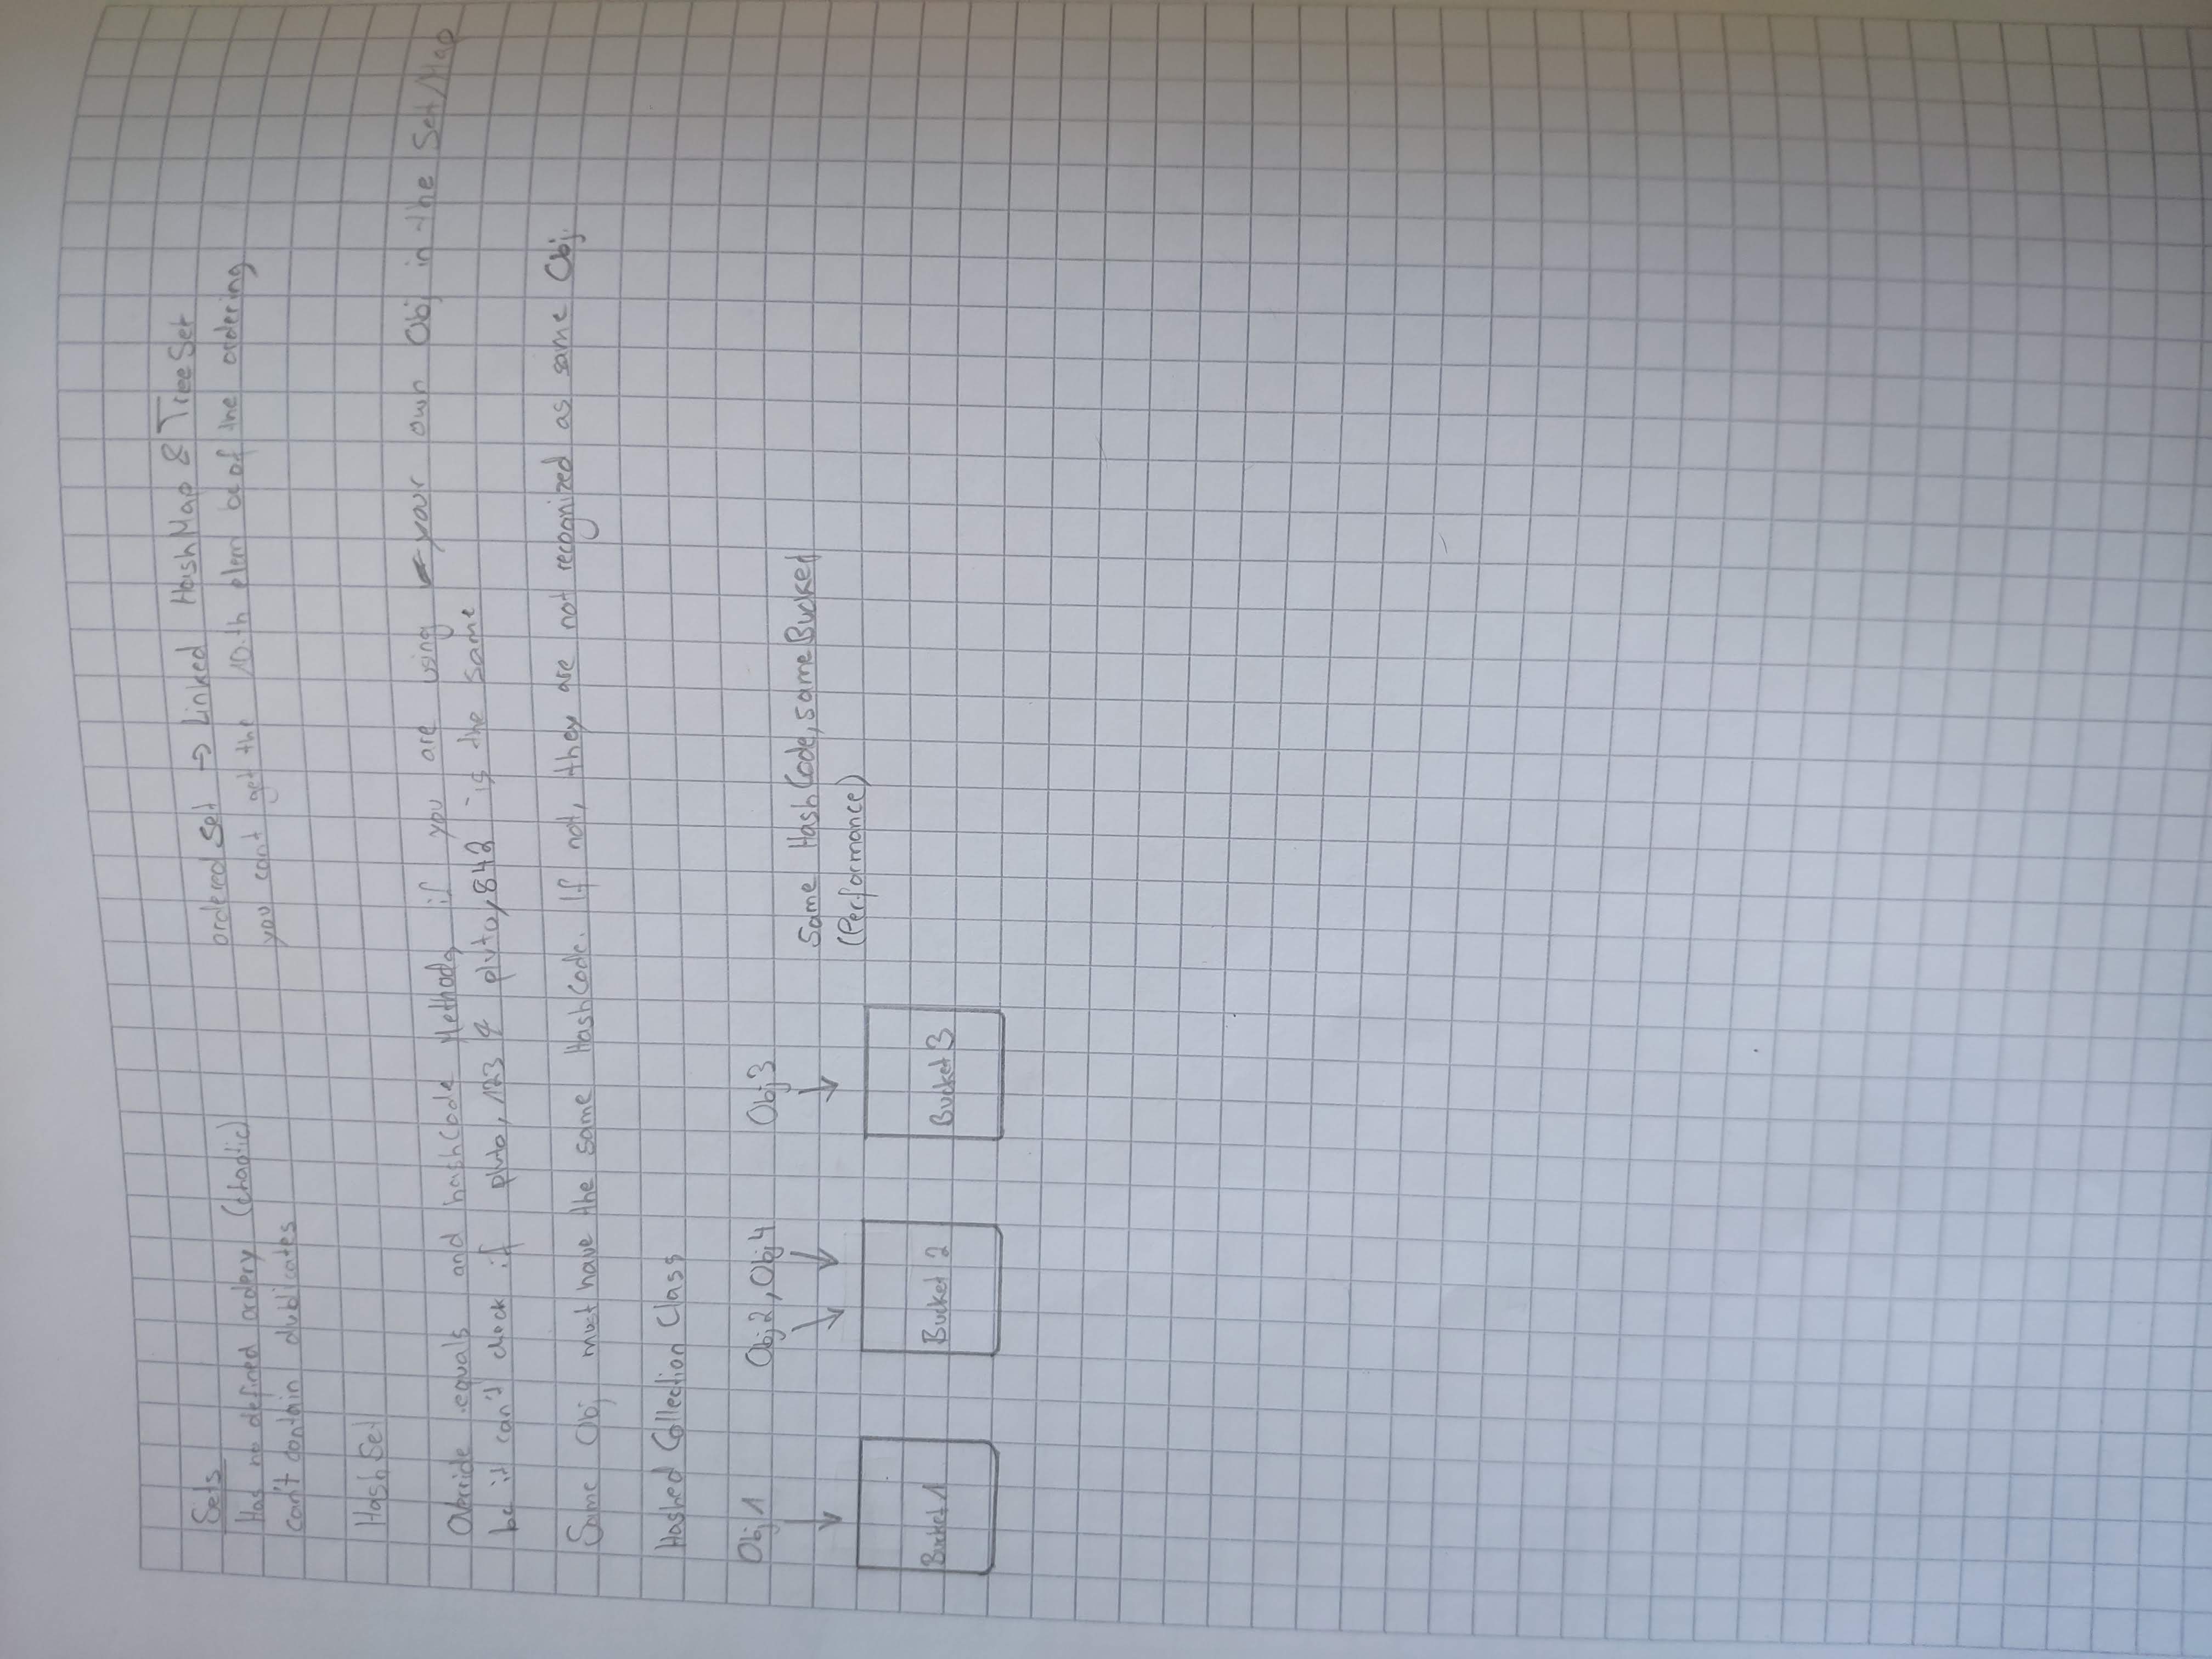 Sets
Has no defined ordery (chaotic)
can't contain dublicates
ordered Set → Linked HashMap & TreeSet
you can't get the 10.th elem bc of the ordering
HashSet
Override .equals and hashCode Methods if you are using your own Obj in the Set/Map
bc it can't check if pluto, 123 & pluto, 842 is the same
Same Obj must have the same HashCode. If not, they are not recognized as same Obj.
Hashed Collection Class
Obj 1 Obj 2, Obj 4 Obj 3
Same HashCode, same Bucket
(Performance)
Bucket 1 Bucket 2 Bucket 3